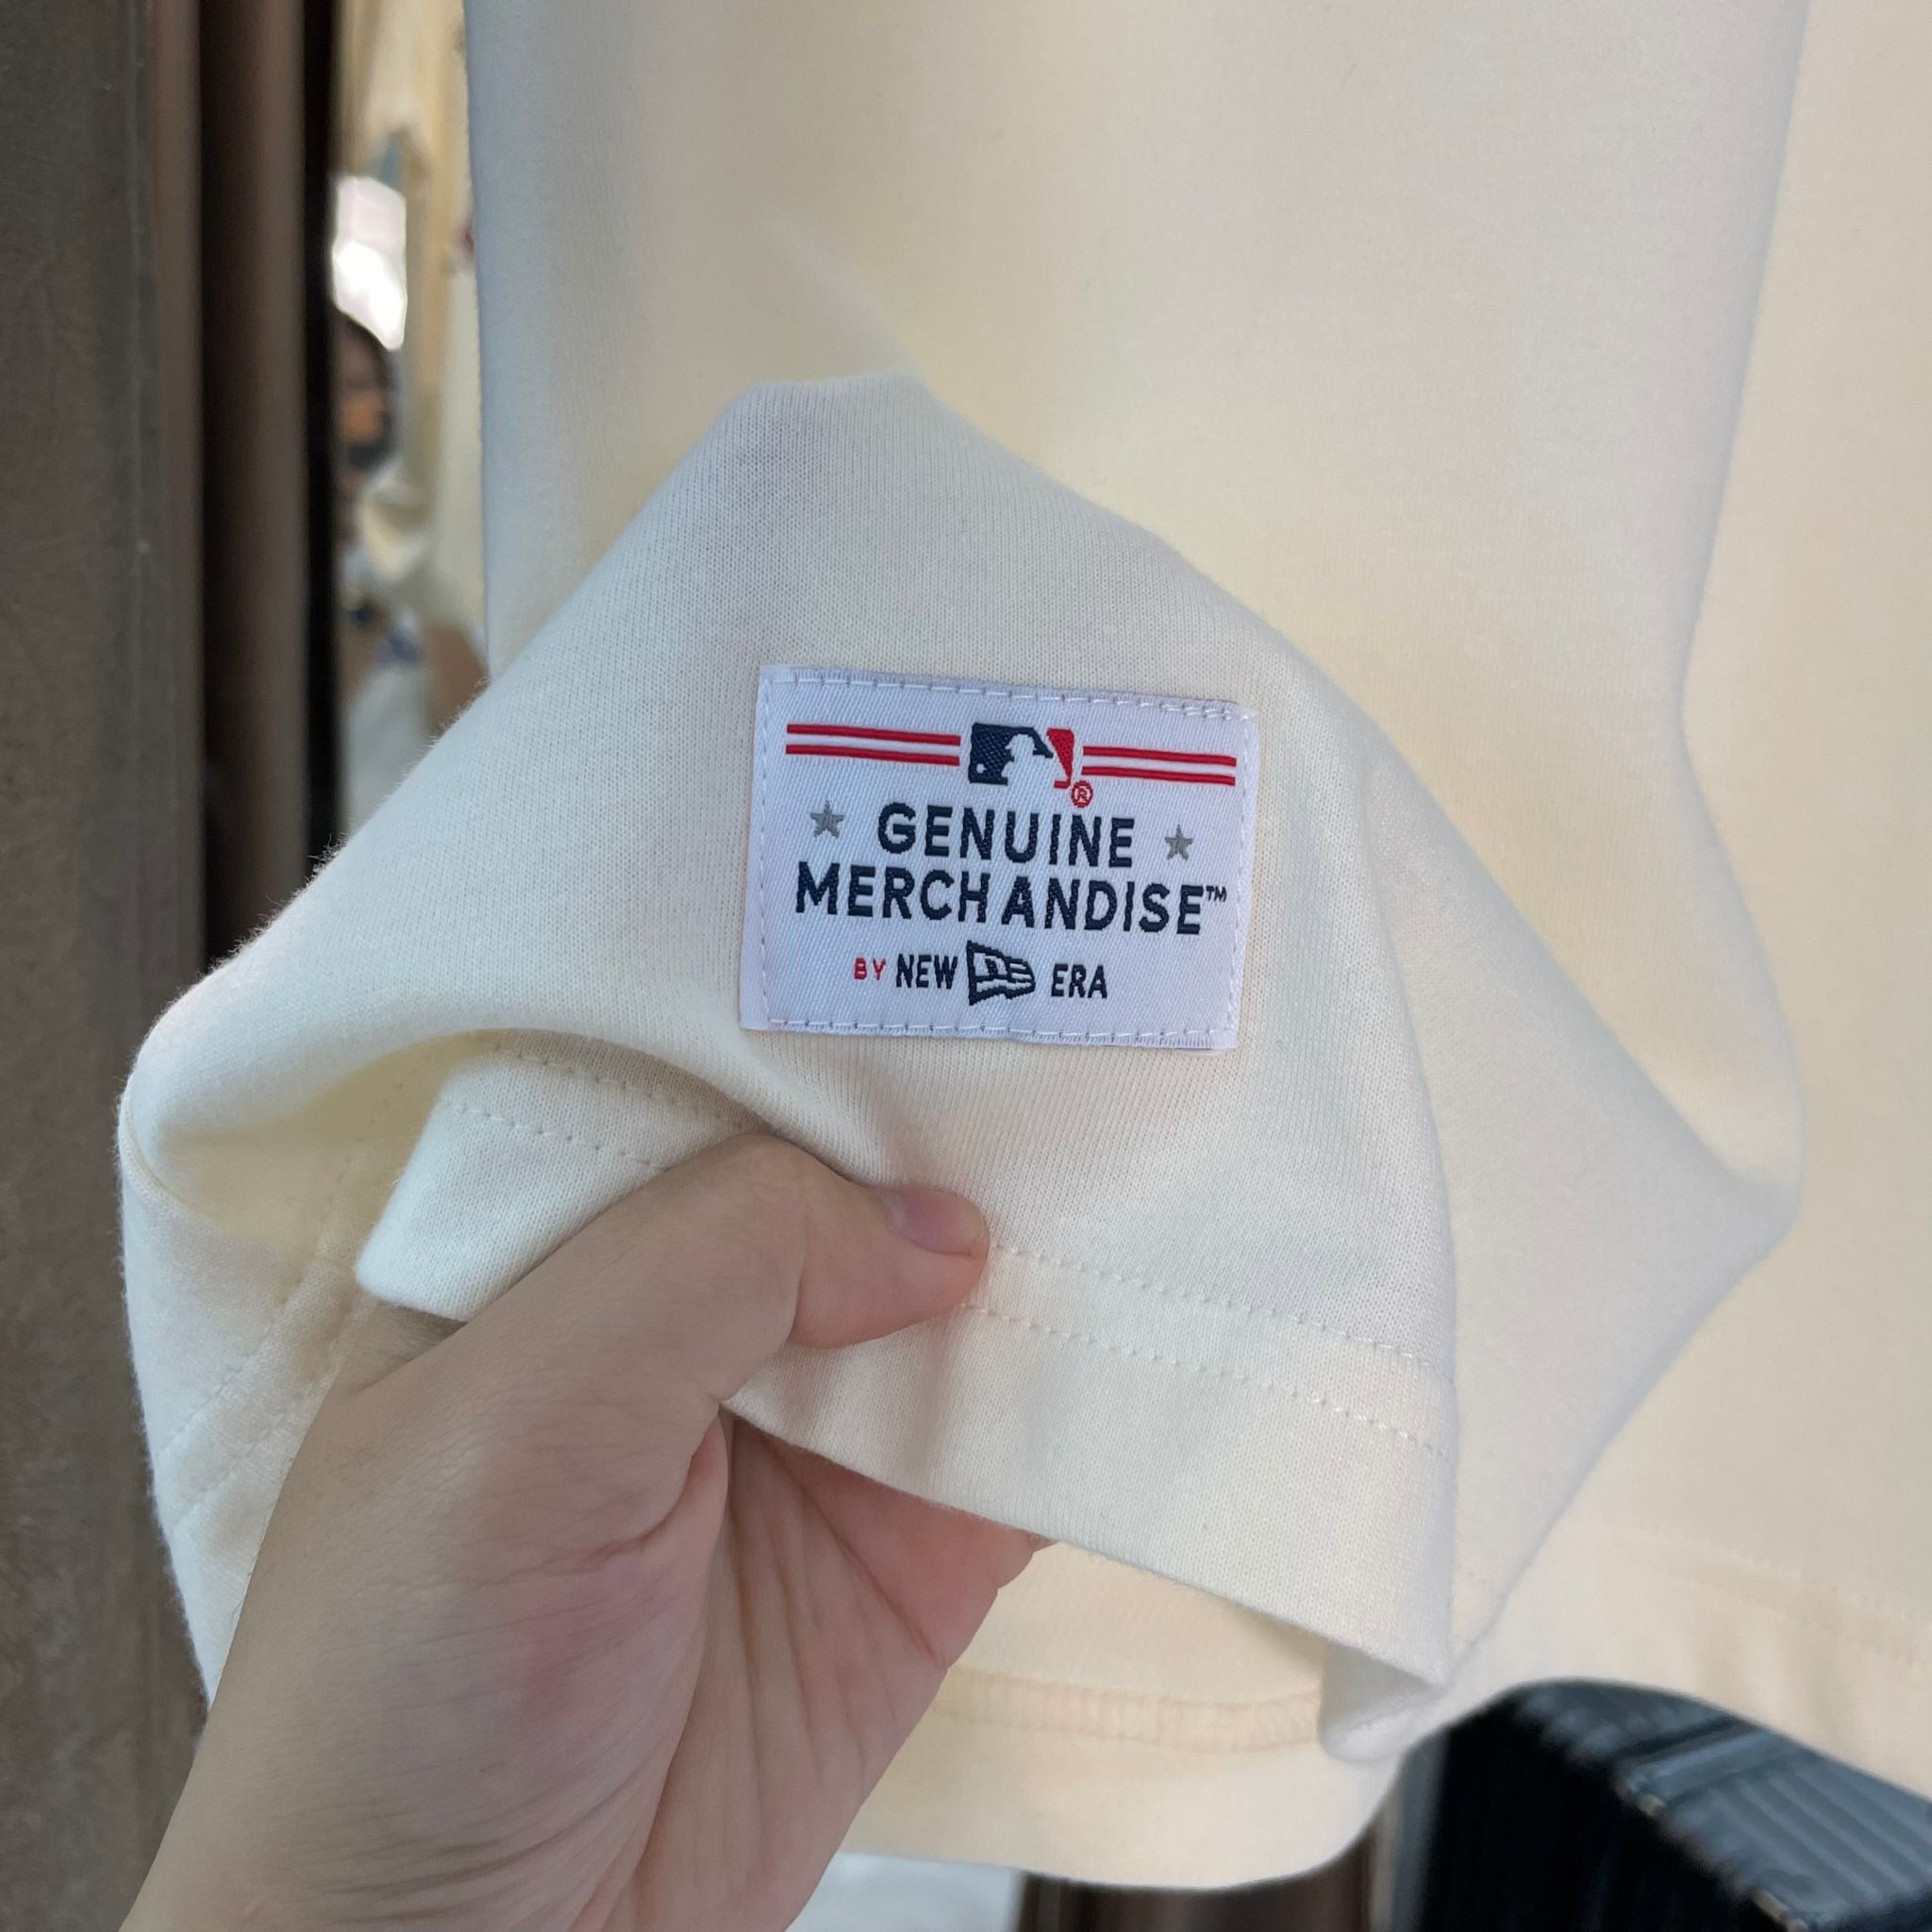 ®
GENUINE
MERCHANDISE™
BY NEW ERA